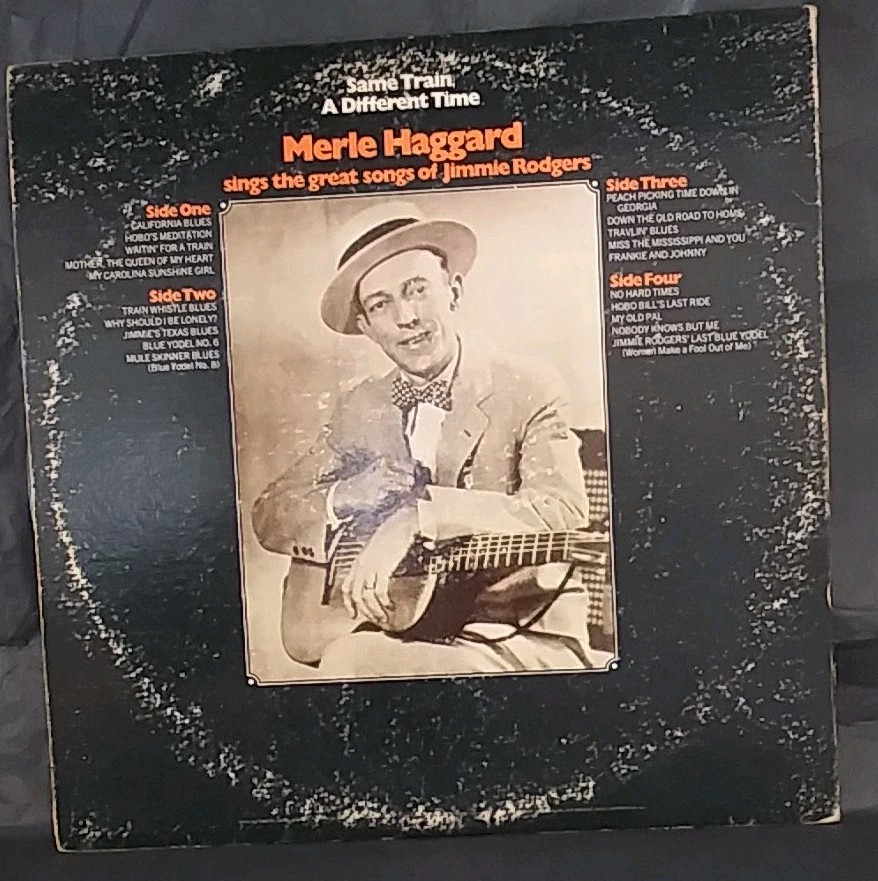 Same Train,
A Different Time
Merle Haggard
sings the great songs of Jimmie Rodgers
Side One
CALIFORNIA BLUES
HOBO'S MEDITATION
WAITIN' FOR A TRAIN
MOTHER, THE QUEEN OF MY HEART
MY CAROLINA SUNSHINE GIRL
Side Two
TRAIN WHISTLE BLUES
WHY SHOULD I BE LONELY?
JIMMIE'S TEXAS BLUES
BLUE YODEL NO. 6
MULE SKINNER BLUES
(Blue Yodel No. 8)
Side Three
PEACH PICKING TIME DOWN IN
GEORGIA
DOWN THE OLD ROAD TO HOME
TRAVLIN' BLUES
MISS THE MISSISSIPPI AND YOU
FRANKIE AND JOHNNY
Side Four
NO HARD TIMES
HOBO BILL'S LAST RIDE
MY OLD PAL
NOBODY KNOWS BUT ME
JIMMIE RODGERS' LAST BLUE YODEL
(Women Make a Fool Out of Me)